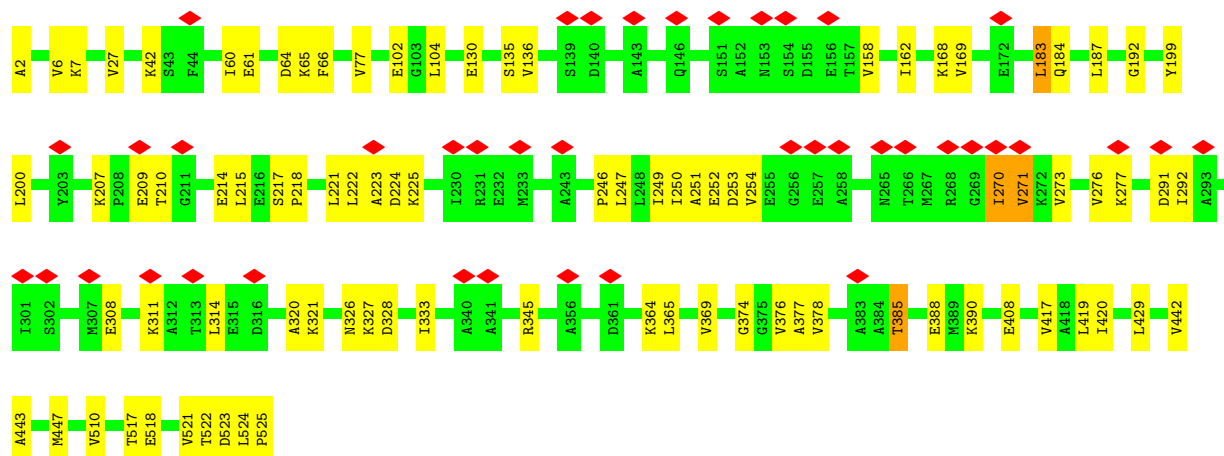 A2 V6 K7 V27 K42 S43 F44 I60 E61 D64 K65 F66 V77 E102 G103 L104 E130 S135 V136 S139 D140 A143 Q146 S151 A152 N153 S154 D155 E156 T157 V158 I162 K168 V169 E172 L183 Q184 L187 G192 Y199
L200 Y203 K207 P208 E209 T210 G211 E214 L215 E216 S217 P218 L221 L222 A223 D224 K225 I230 R231 E232 M233 A243 P246 L247 L248 I249 I250 A251 E252 D253 V254 E255 G256 E257 A258 N265 T266 M267 R268 G269 I270 V271 K272 V273 V276 K277 D291 I292 A293
I301 S302 M307 E308 K311 A312 T313 L314 E315 D316 A320 K321 N326 K327 D328 I333 A340 A341 R345 A356 D361 K364 L365 V369 G374 G375 V376 A377 V378 A383 A384 T385 E388 M389 K390 E408 V417 A418 L419 I420 L429 V442
A443 M447 V510 T517 E518 V521 T522 D523 L524 P525